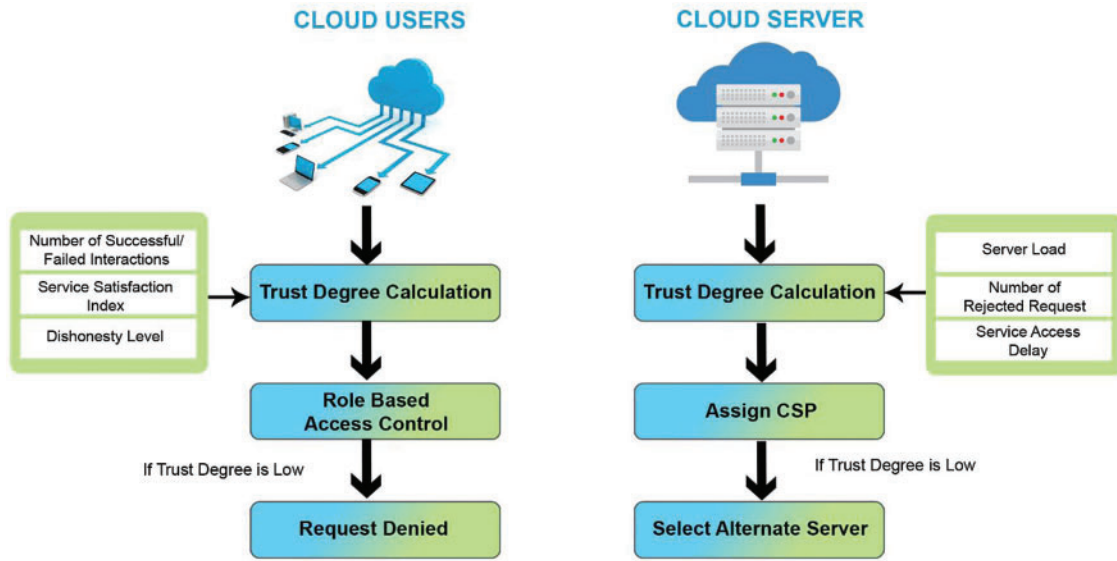 CLOUD USERS
Number of Successful/
Failed Interactions
Service Satisfaction
Index
Dishonesty Level
Trust Degree Calculation
Role Based
Access Control
If Trust Degree is Low
Request Denied
CLOUD SERVER
Trust Degree Calculation
Server Load
Number of
Rejected Request
Service Access
Delay
Assign CSP
If Trust Degree is Low
Select Alternate Server